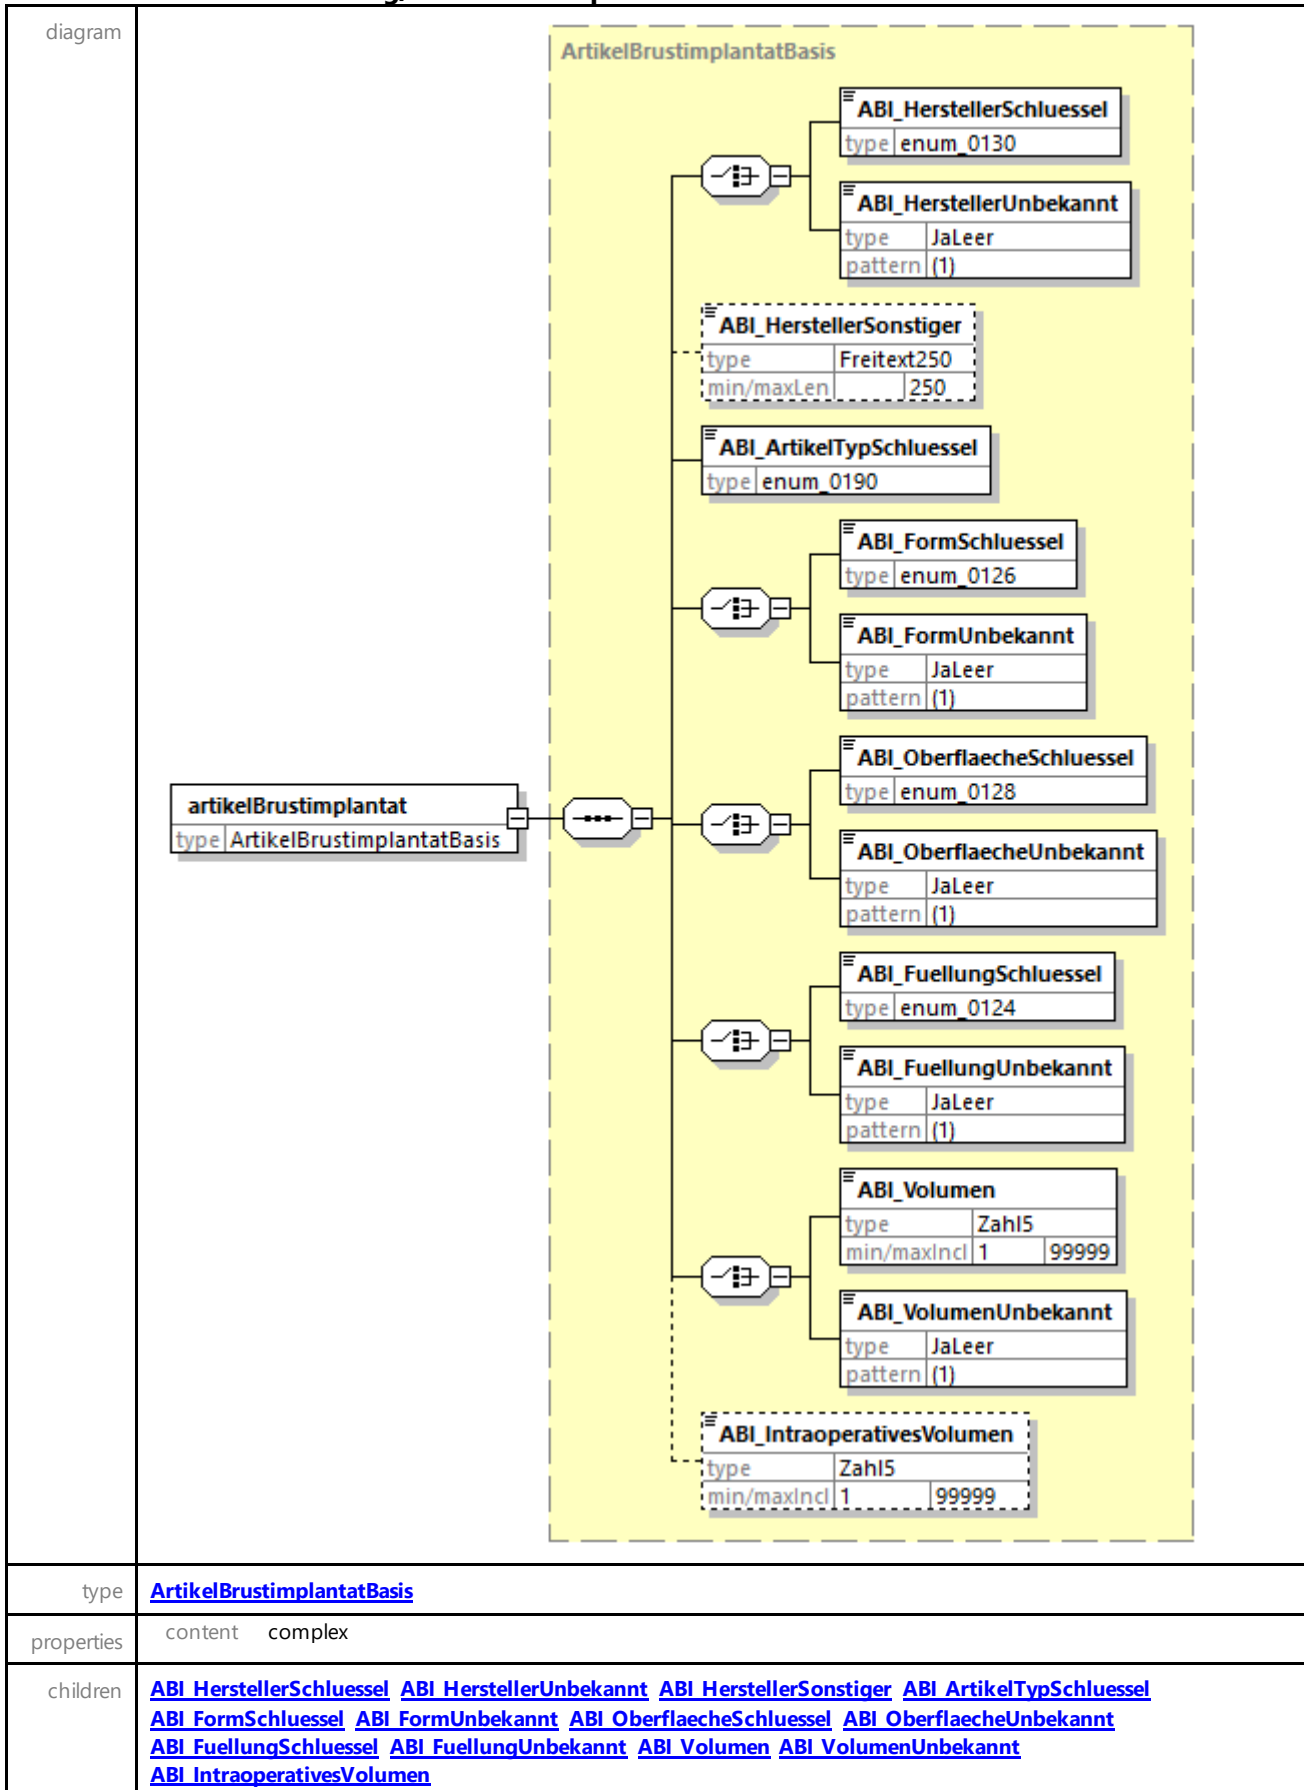 diagram
ArtikelBrustimplantatBasis
ABI_HerstellerSchluessel
type enum_0130
ABI_HerstellerUnbekannt
type JaLeer
pattern (1)
ABI_HerstellerSonstiger
type Freitext250
min/maxLen 250
ABI_ArtikelTypSchluessel
type enum_0190
ABI_FormSchluessel
type enum_0126
ABI_FormUnbekannt
type JaLeer
pattern (1)
ABI_OberflaecheSchluessel
type enum_0128
artikelBrustimplantat
type ArtikelBrustimplantatBasis
ABI_OberflaecheUnbekannt
type JaLeer
pattern (1)
ABI_FuellungSchluessel
type enum_0124
ABI_FuellungUnbekannt
type JaLeer
pattern (1)
ABI_Volumen
type Zahl5
min/maxIncl 1 99999
ABI_VolumenUnbekannt
type JaLeer
pattern (1)
ABI_IntraoperativesVolumen
type Zahl5
min/maxIncl 1 99999
type ArtikelBrustimplantatBasis
properties content complex
children ABI_HerstellerSchluessel ABI_HerstellerUnbekannt ABI_HerstellerSonstiger ABI_ArtikelTypSchluessel
ABI_FormSchluessel ABI_FormUnbekannt ABI_OberflaecheSchluessel ABI_OberflaecheUnbekannt
ABI_FuellungSchluessel ABI_FuellungUnbekannt ABI_Volumen ABI_VolumenUnbekannt
ABI_IntraoperativesVolumen